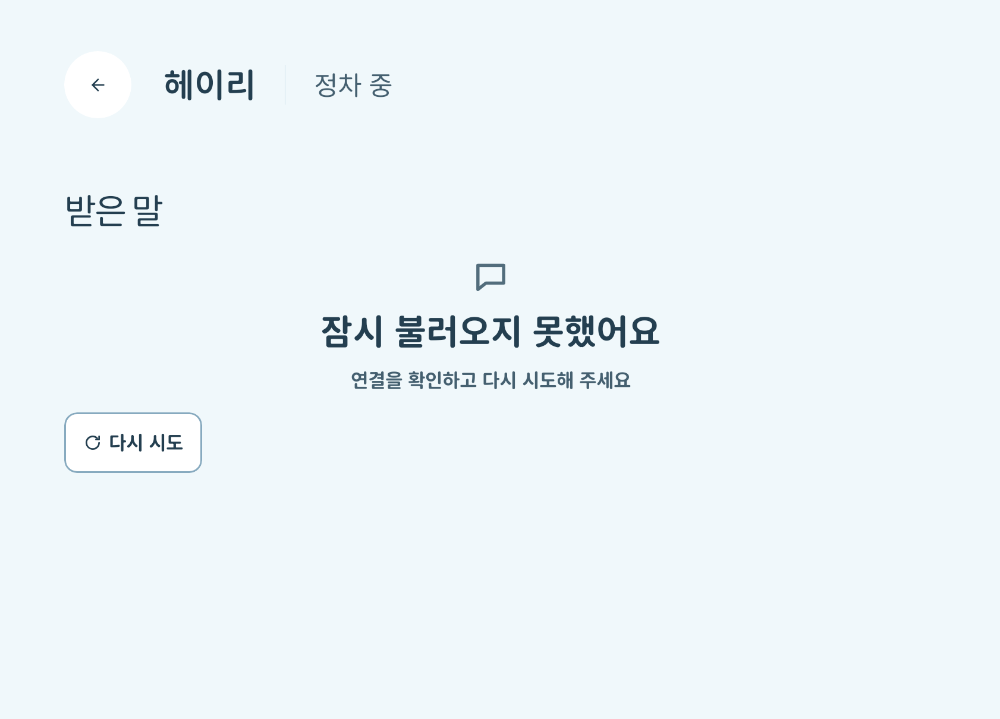 헤이리
정차 중
받은 말
잠시 불러오지 못했어요
연결을 확인하고 다시 시도해 주세요
다시 시도